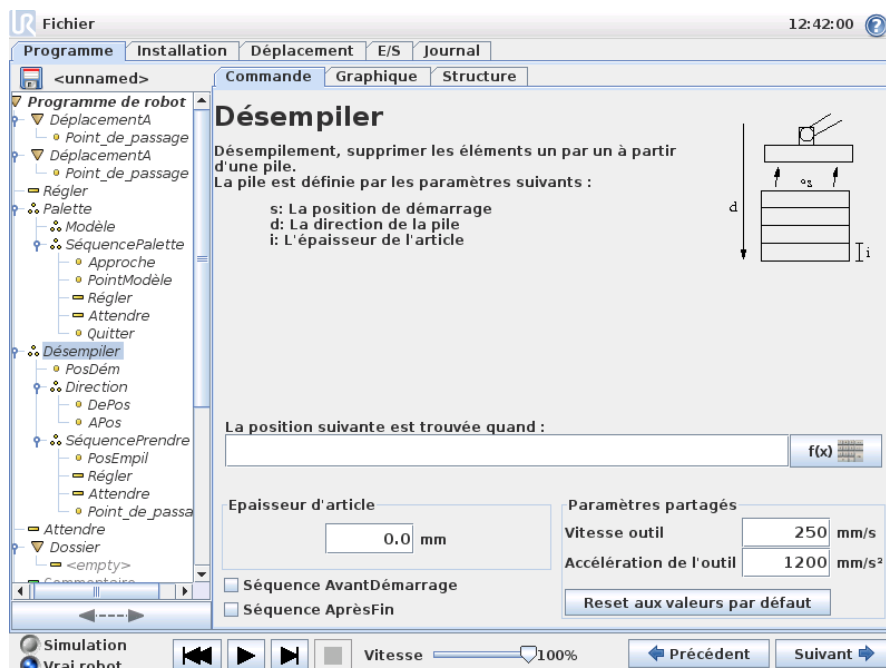 Fichier
12:42:00
Programme Installation Déplacement E/S Journal
<unnamed>
Commande Graphique Structure
Programme de robot
DéplacementA
Point_de_passage
DéplacementA
Point_de_passage
Régler
Palette
Modèle
SéquencePalette
Approche
PointModèle
Régler
Attendre
Quitter
Désempiler
PosDém
Direction
DePos
APos
SéquencePrendre
PosEmpil
Régler
Attendre
Point_de_passa
Attendre
Dossier
<empty>
Commentaire
Désempiler
Désempilement, supprimer les éléments un par un à partir
d'une pile.
La pile est définie par les paramètres suivants :
s: La position de démarrage
d: La direction de la pile
i: L'épaisseur de l'article
s
d
i
La position suivante est trouvée quand :
f(x)
Epaisseur d'article
0.0 mm
Séquence AvantDémarrage
Séquence AprèsFin
Paramètres partagés
Vitesse outil 250 mm/s
Accélération de l'outil 1200 mm/s²
Reset aux valeurs par défaut
Simulation
Vrai robot
Vitesse 100%
Précédent Suivant